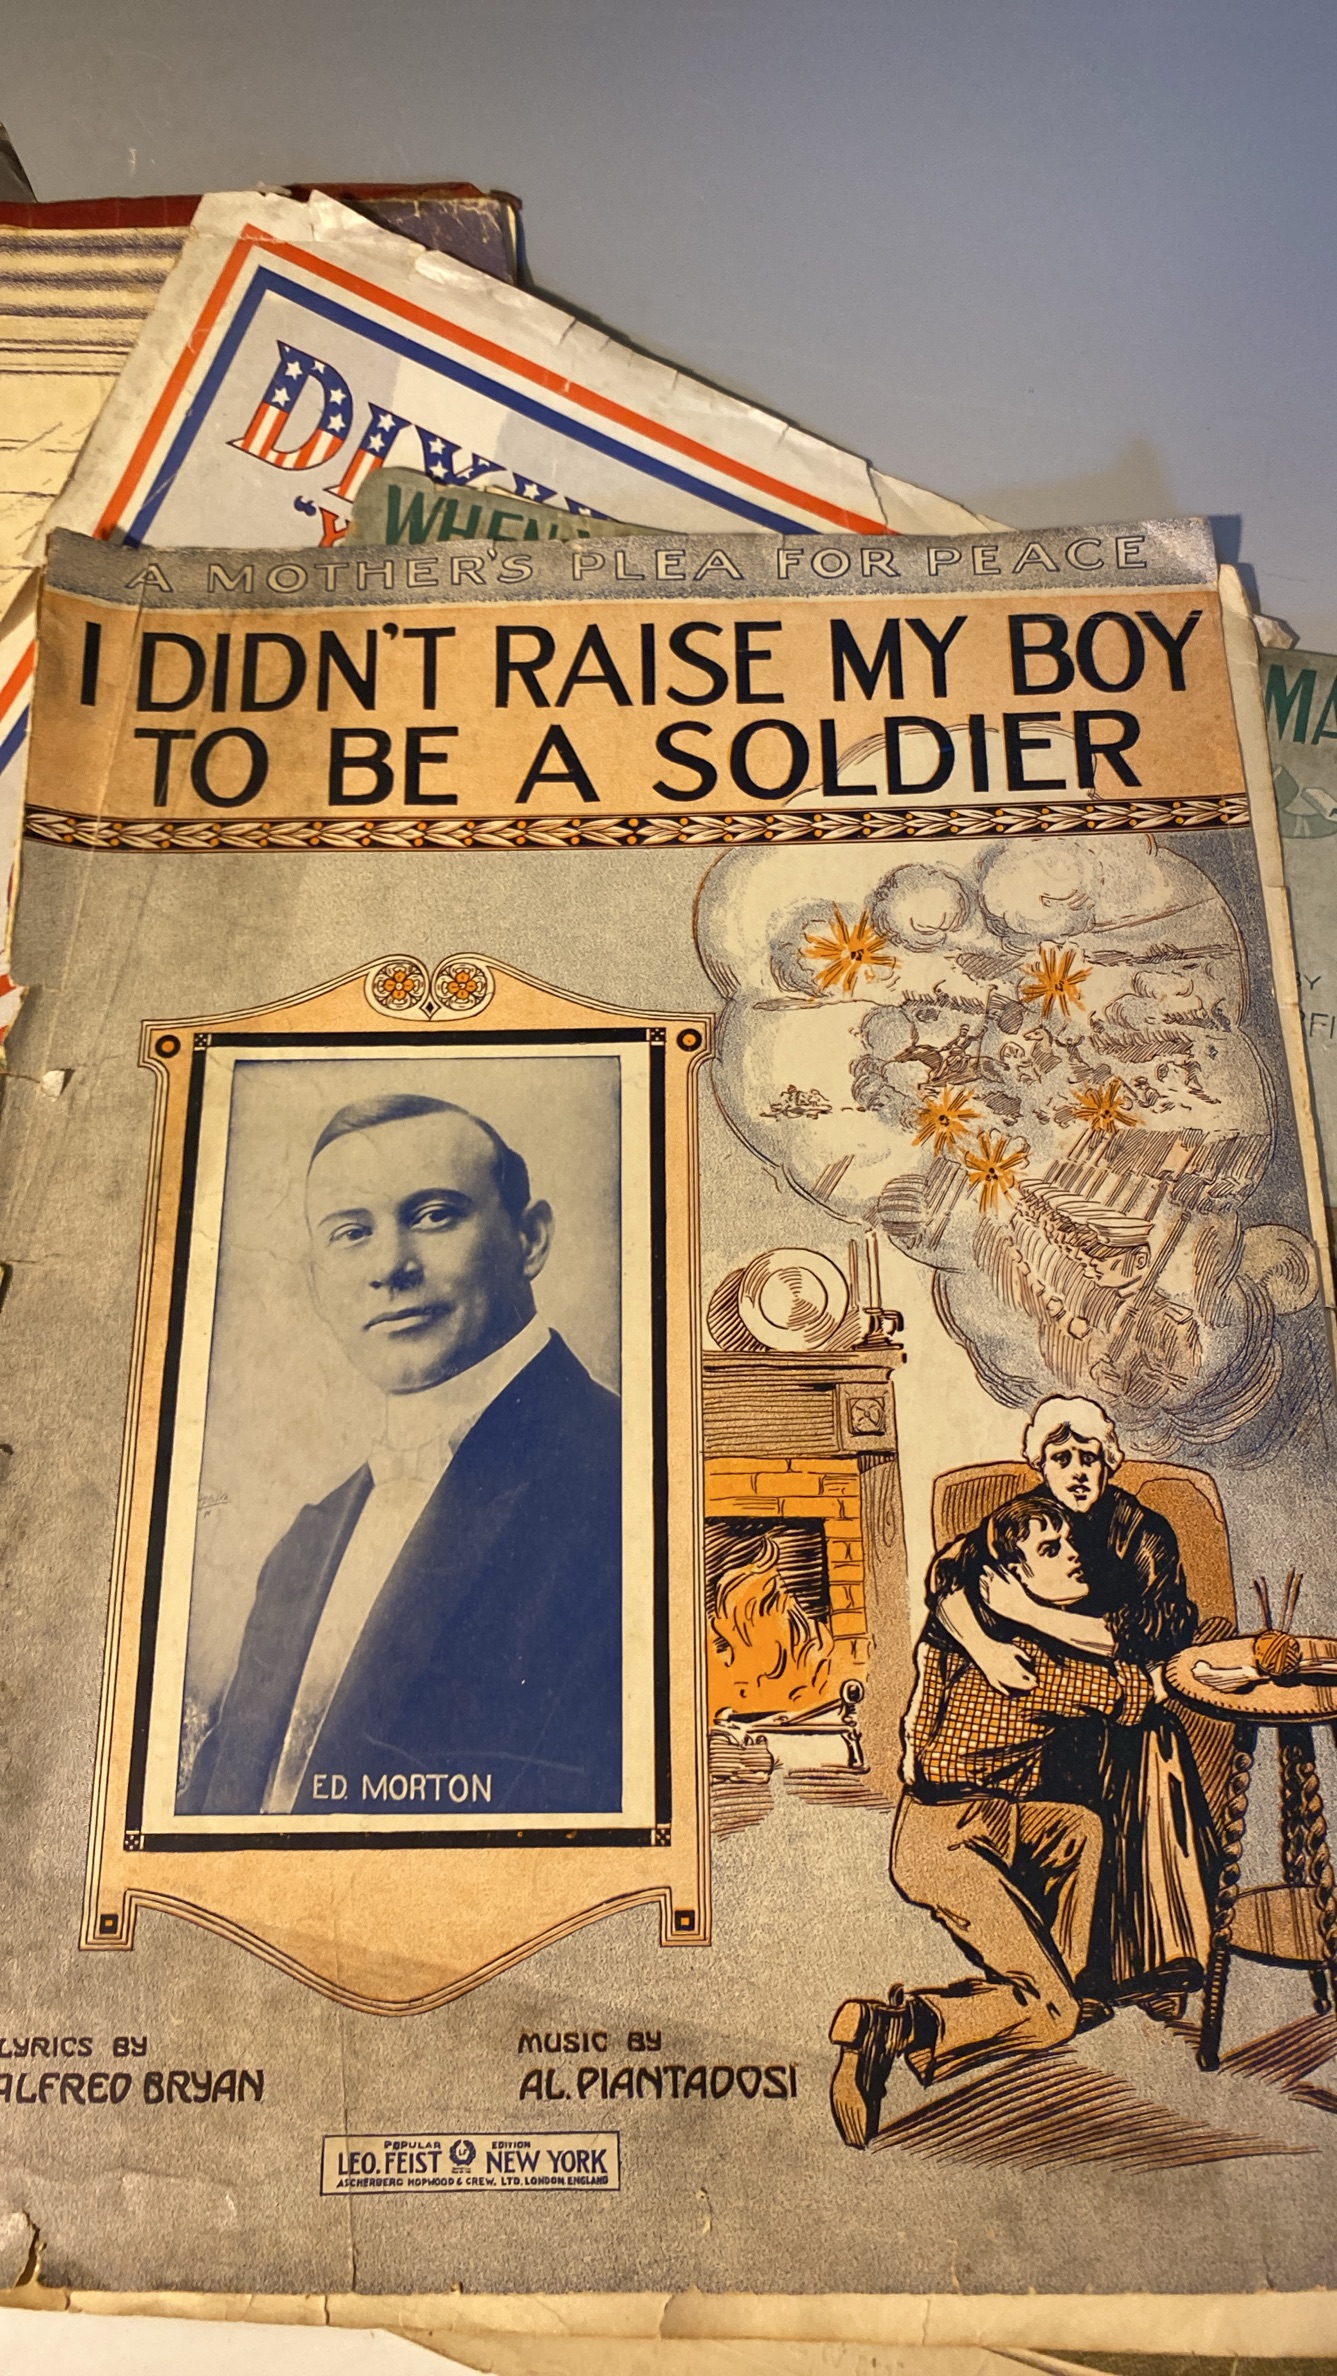 WHEN
A MOTHER'S PLEA FOR PEACE
I DIDN'T RAISE MY BOY
TO BE A SOLDIER
ED. MORTON
LYRICS BY
ALFRED BRYAN
MUSIC BY
AL. PIANTADOSI
POPULAR EDITION
LEO. FEIST NEW YORK
ASCHERBERG HOPWOOD & CREW, LTD. LONDON ENGLAND
MA
BY